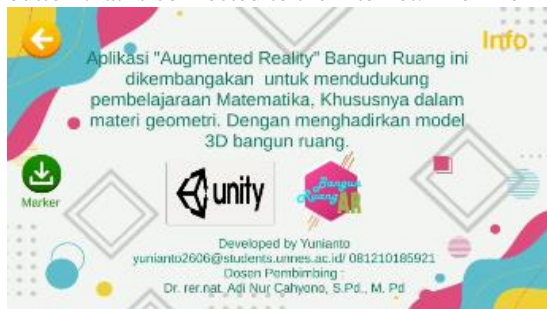 Info
Aplikasi "Augmented Reality" Bangun Ruang ini
dikembangakan untuk mendudukung
pembelajaraan Matematika, Khususnya dalam
materi geometri. Dengan menghadirkan model
3D bangun ruang.
Marker
unity
Bangun
Ruang AR
Developed by Yunianto
yunianto2606@students.unnes.ac.id/ 081210185921
Dosen Pembimbing :
Dr. rer.nat. Adi Nur Cahyono, S.Pd., M. Pd